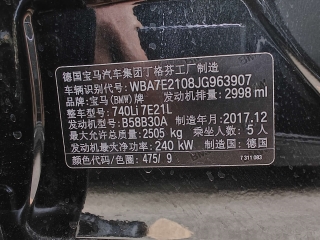 德国宝马汽车集团丁格芬工厂制造
车辆识别代号: WBA7E2108JG963907
品牌: 宝马(BMW)牌 发动机排量: 2998 ml
整车型号: 740Li 7E21L
发动机型号: B58B30A 制造年月: 2017.12
最大允许总质量: 2505 kg 乘坐人数: 5人
发动机最大净功率: 240 kW 制造国: 德国
颜色代码/色圈: 475/ 9 7 311 083